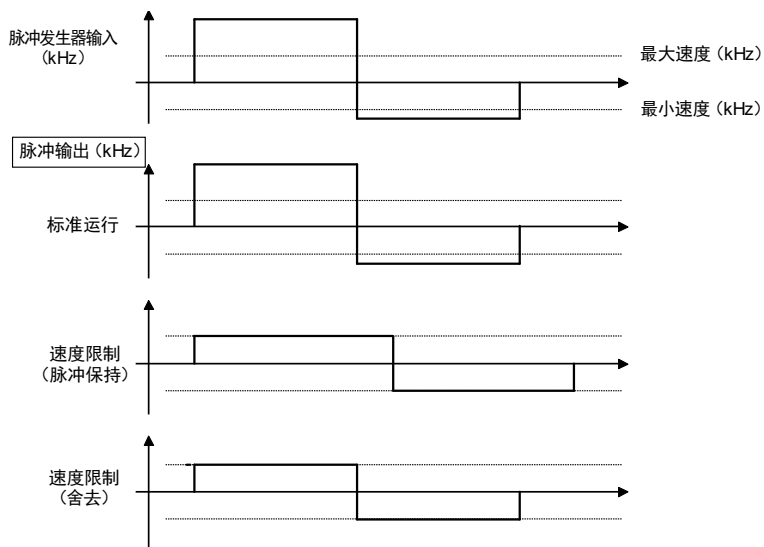 脉冲发生器输入
（kHz）
最大速度（kHz）
最小速度（kHz）
脉冲输出（kHz）
标准运行
速度限制
（脉冲保持）
速度限制
（舍去）